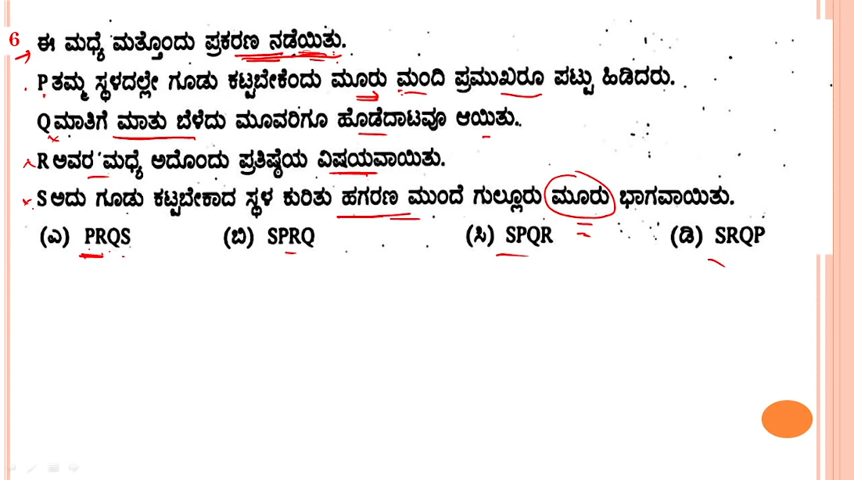 6 ಈ ಮಧ್ಯೆ ಮತ್ತೊಂದು ಪ್ರಕರಣ ನಡೆಯಿತು.
P ತಮ್ಮ ಸ್ಥಳದಲ್ಲೇ ಗೂಡು ಕಟ್ಟಬೇಕೆಂದು ಮೂರು ಮಂದಿ ಪ್ರಮುಖರೂ ಪಟ್ಟು ಹಿಡಿದರು.
Q ಮಾತಿಗೆ ಮಾತು ಬೆಳೆದು ಮೂವರಿಗೂ ಹೊಡೆದಾಟವೂ ಆಯಿತು.
R ಅವರ ಮಧ್ಯೆ ಅದೊಂದು ಪ್ರತಿಷ್ಠೆಯ ವಿಷಯವಾಯಿತು.
S ಅದು ಗೂಡು ಕಟ್ಟಬೇಕಾದ ಸ್ಥಳ ಕುರಿತು ಹಗರಣ ಮುಂದೆ ಗುಲ್ಲೂರು ಮೂರು ಭಾಗವಾಯಿತು.
(ಎ) PRQS (ಬಿ) SPRQ (ಸಿ) SPQR (ಡಿ) SRQP